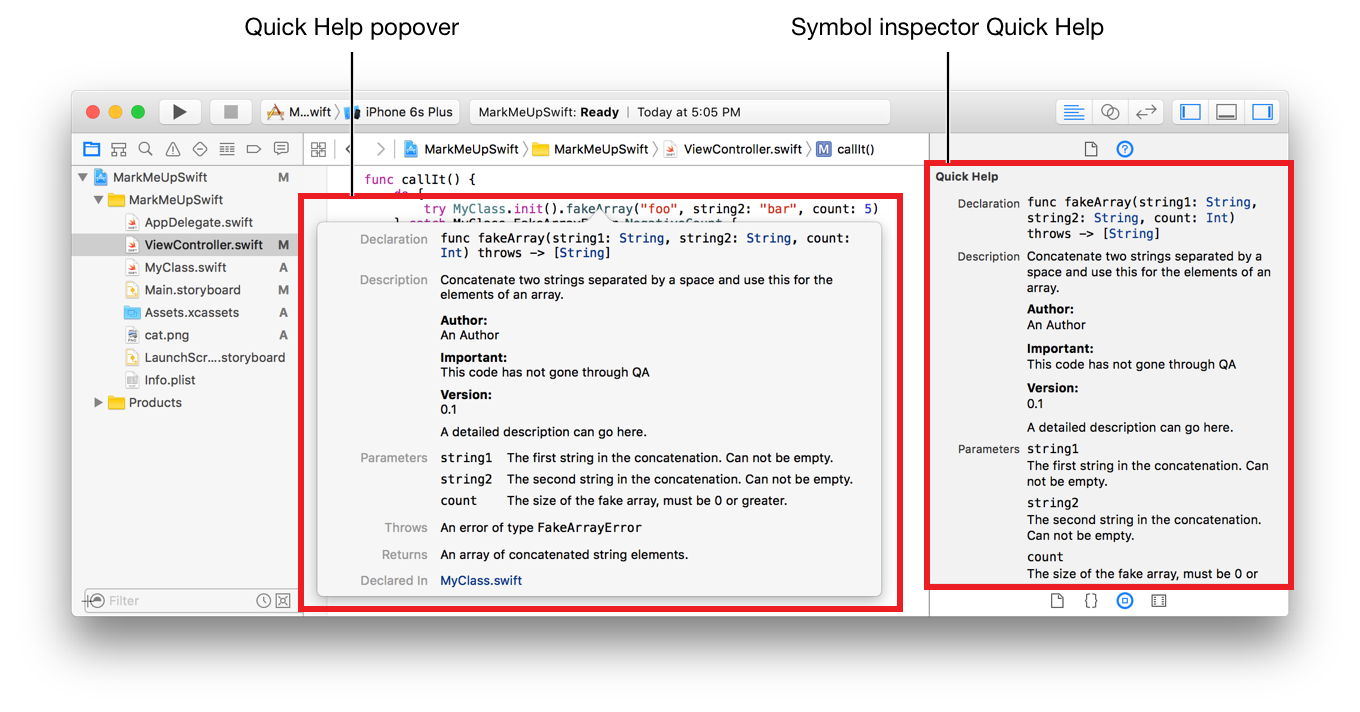 Quick Help popover
Symbol inspector Quick Help
M...wift
iPhone 6s Plus
MarkMeUpSwift: Ready | Today at 5:05 PM
MarkMeUpSwift
MarkMeUpSwift
ViewController.swift
M
callIt()
MarkMeUpSwift M
MarkMeUpSwift
AppDelegate.swift
ViewController.swift M
MyClass.swift A
Main.storyboard M
Assets.xcassets A
cat.png A
LaunchScr....storyboard
Info.plist
Products
Filter
func callIt() {
do {
try MyClass.init().fakeArray("foo", string2: "bar", count: 5)
} catch MyClass.FakeArrayError.NegativeCount {
Declaration func fakeArray(string1: String, string2: String, count:
Int) throws -> [String]
Description Concatenate two strings separated by a space and use this for the
elements of an array.
Author:
An Author
Important:
This code has not gone through QA
Version:
0.1
A detailed description can go here.
Parameters string1 The first string in the concatenation. Can not be empty.
string2 The second string in the concatenation. Can not be empty.
count The size of the fake array, must be 0 or greater.
Throws An error of type FakeArrayError
Returns An array of concatenated string elements.
Declared In MyClass.swift
Quick Help
Declaration func fakeArray(string1: String,
string2: String, count: Int)
throws -> [String]
Description Concatenate two strings separated by a
space and use this for the elements of an
array.
Author:
An Author
Important:
This code has not gone through QA
Version:
0.1
A detailed description can go here.
Parameters string1
The first string in the concatenation. Can
not be empty.
string2
The second string in the concatenation.
Can not be empty.
count
The size of the fake array, must be 0 or